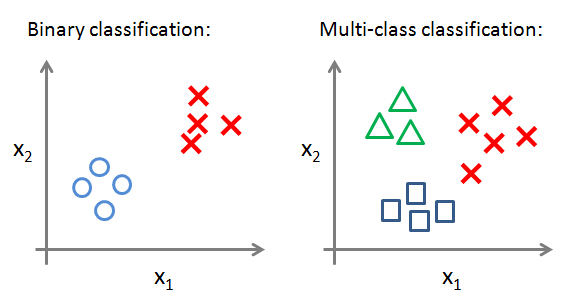 Binary classification:
Multi-class classification:
x₂
x₁
x₂
x₁